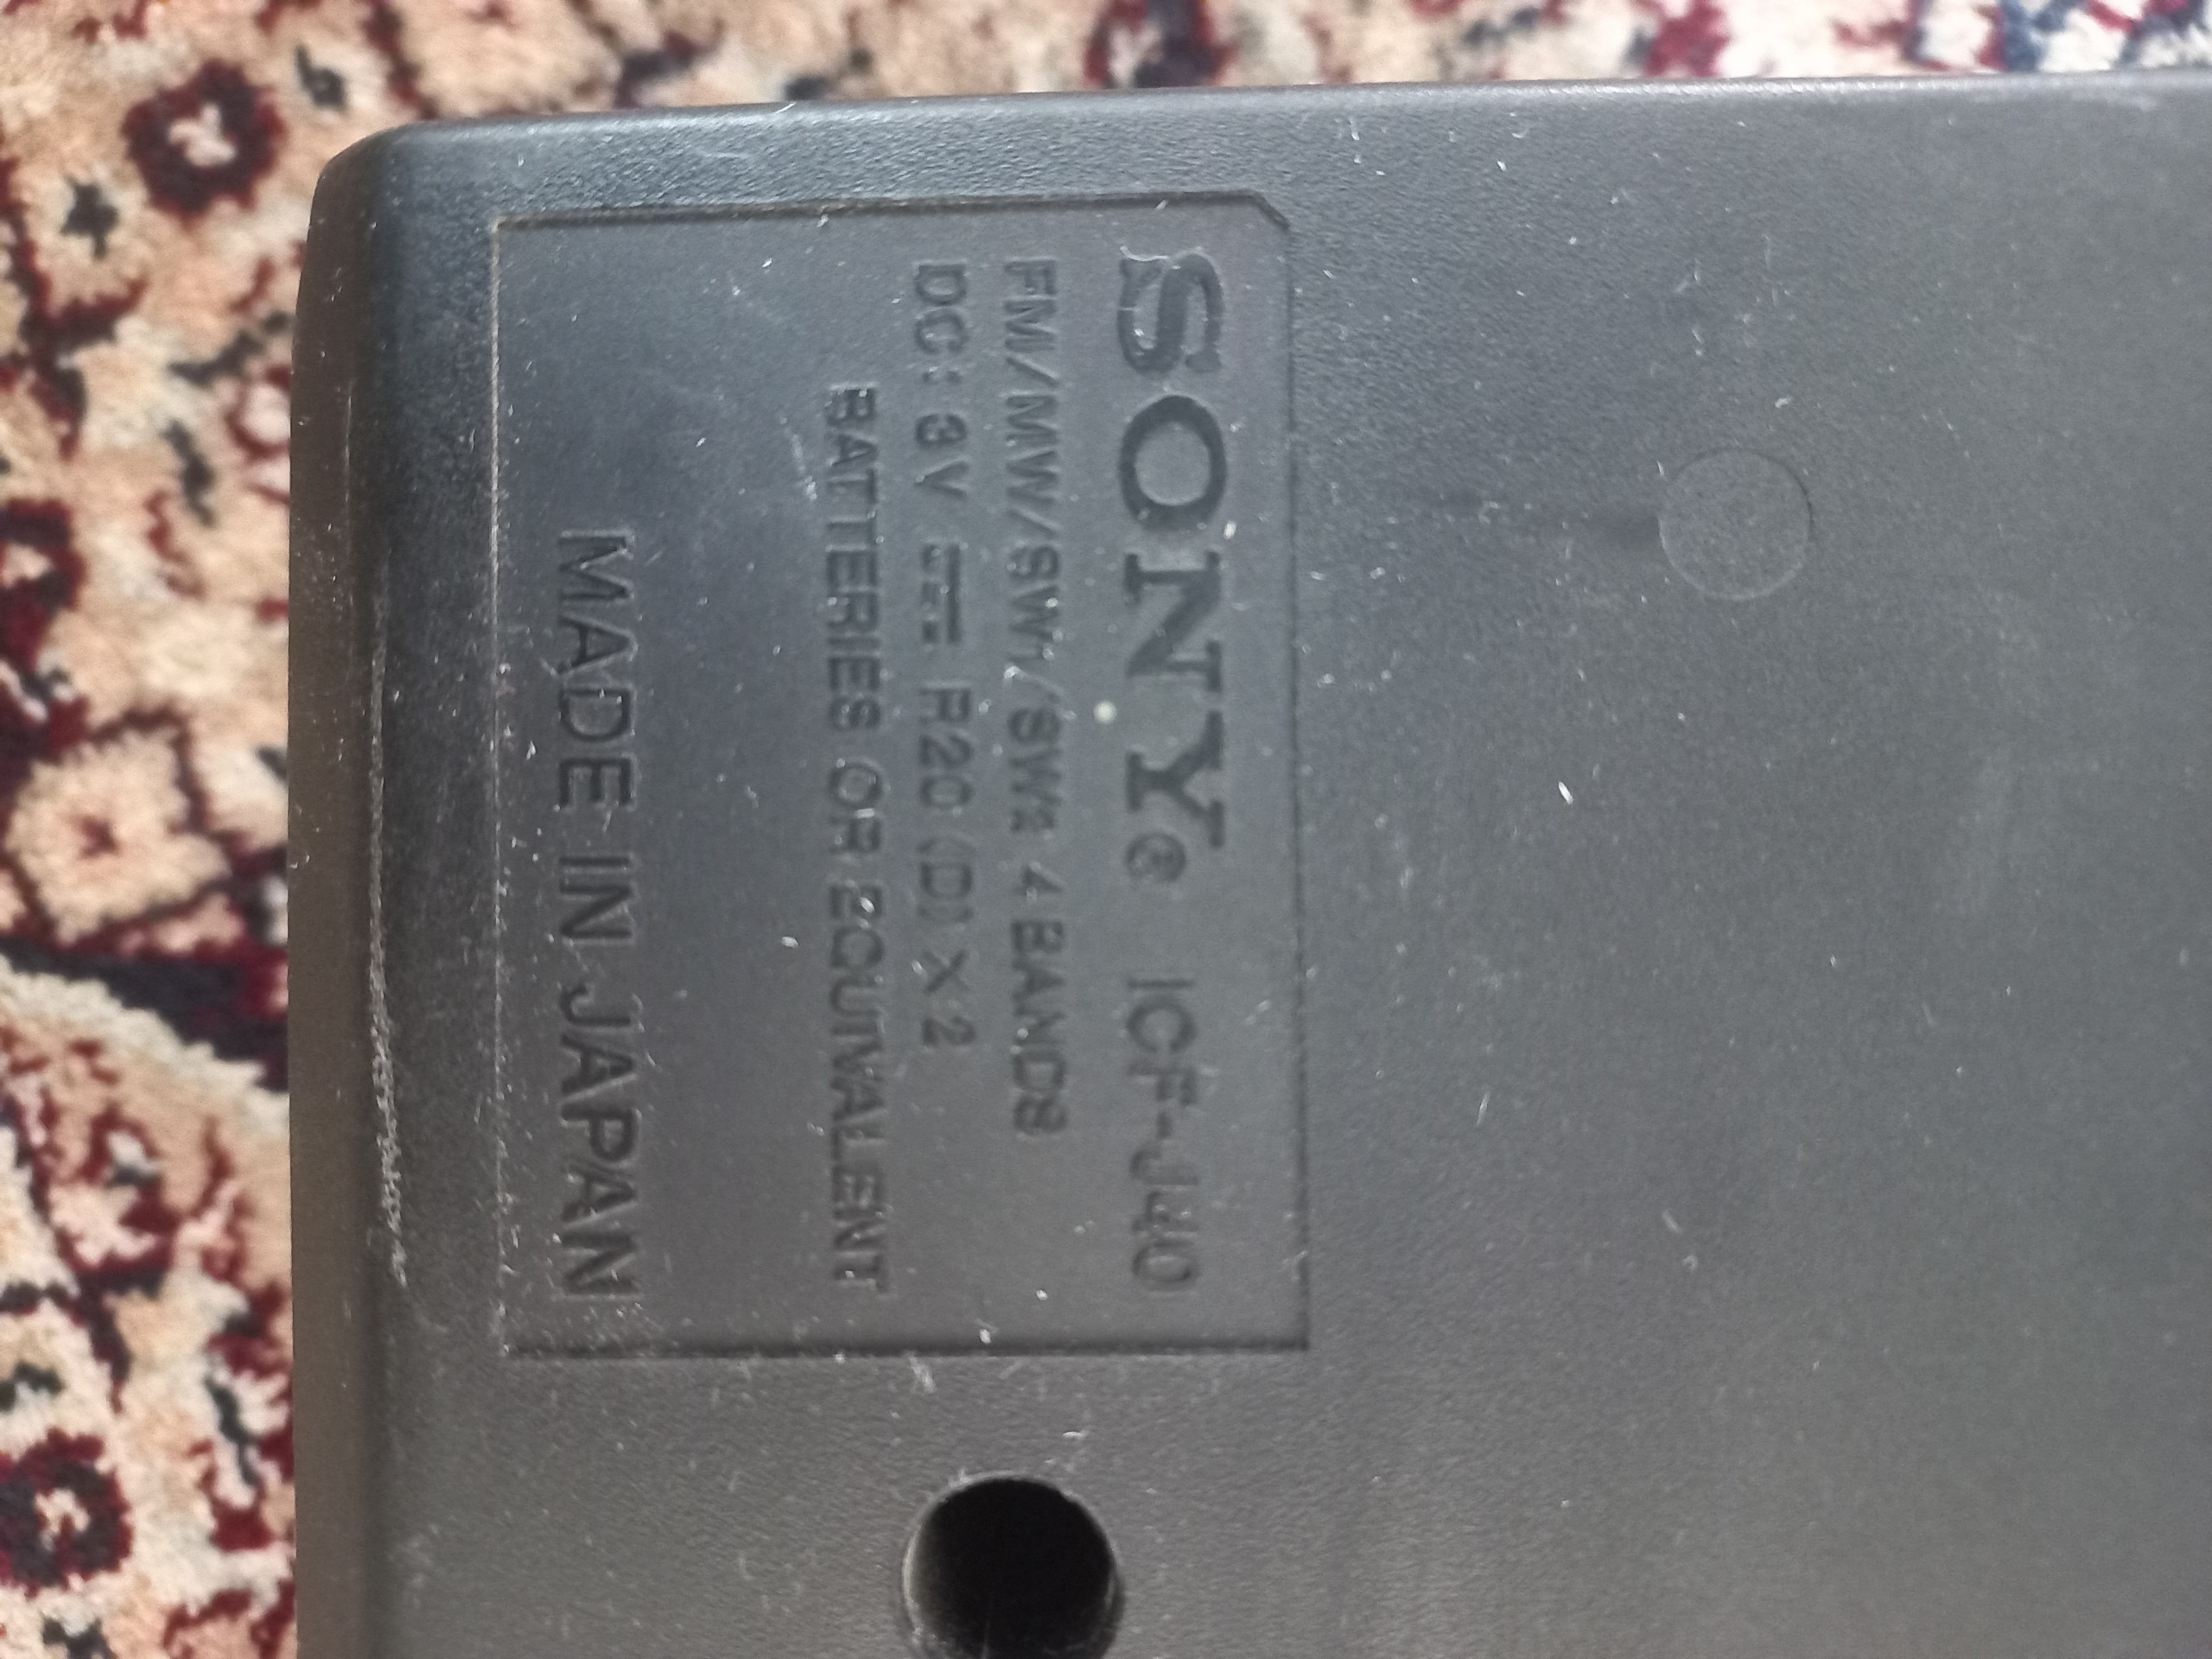 SONY® ICF-J40
FM/MW/SW1/SW2 4 BANDS
DC: 3V ⎓ R20 (D) X 2
BATTERIES OR EQUIVALENT
MADE IN JAPAN